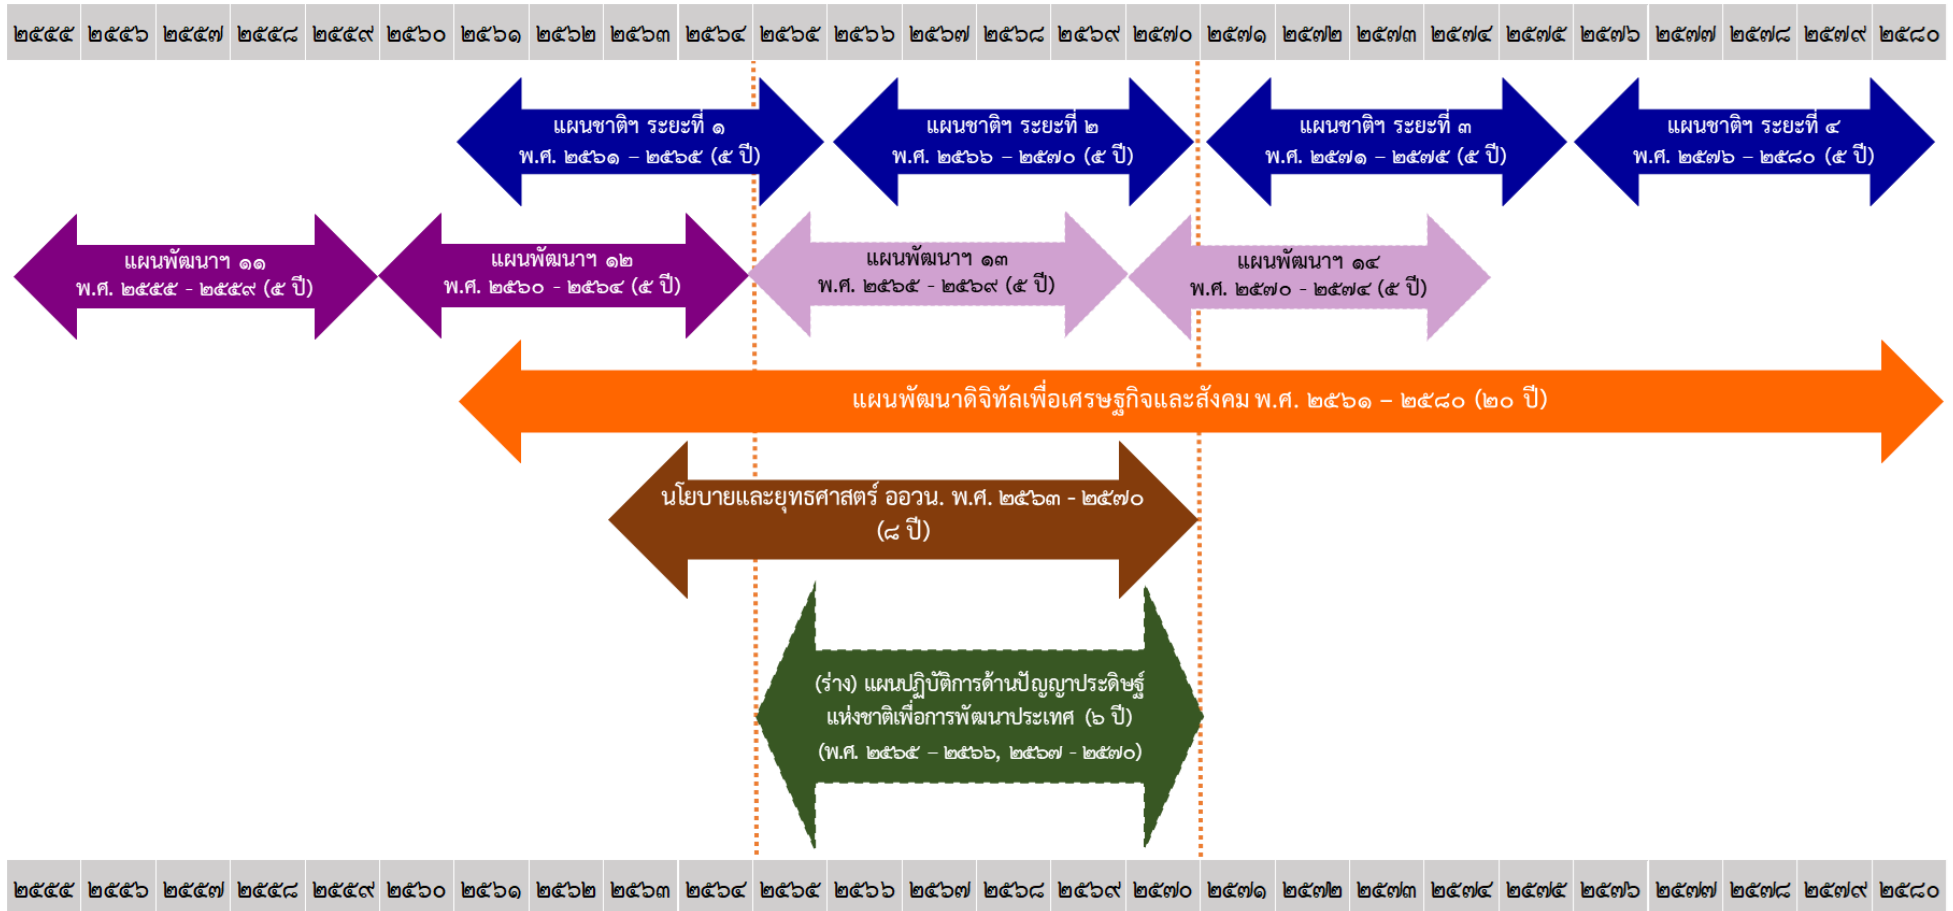 ๒๕๕๕ ๒๕๕๖ ๒๕๕๗ ๒๕๕๘ ๒๕๕๙ ๒๕๖๐ ๒๕๖๑ ๒๕๖๒ ๒๕๖๓ ๒๕๖๔ ๒๕๖๕ ๒๕๖๖ ๒๕๖๗ ๒๕๖๘ ๒๕๖๙ ๒๕๗๐ ๒๕๗๑ ๒๕๗๒ ๒๕๗๓ ๒๕๗๔ ๒๕๗๕ ๒๕๗๖ ๒๕๗๗ ๒๕๗๘ ๒๕๗๙ ๒๕๘๐
แผนชาติฯ ระยะที่ ๑
พ.ศ. ๒๕๖๑ – ๒๕๖๕ (๕ ปี)
แผนชาติฯ ระยะที่ ๒
พ.ศ. ๒๕๖๖ – ๒๕๗๐ (๕ ปี)
แผนชาติฯ ระยะที่ ๓
พ.ศ. ๒๕๗๑ – ๒๕๗๕ (๕ ปี)
แผนชาติฯ ระยะที่ ๔
พ.ศ. ๒๕๗๖ – ๒๕๘๐ (๕ ปี)
แผนพัฒนาฯ ๑๑
พ.ศ. ๒๕๕๕ - ๒๕๕๙ (๕ ปี)
แผนพัฒนาฯ ๑๒
พ.ศ. ๒๕๖๐ - ๒๕๖๔ (๕ ปี)
แผนพัฒนาฯ ๑๓
พ.ศ. ๒๕๖๕ - ๒๕๖๙ (๕ ปี)
แผนพัฒนาฯ ๑๔
พ.ศ. ๒๕๗๐ - ๒๕๗๔ (๕ ปี)
แผนพัฒนาดิจิทัลเพื่อเศรษฐกิจและสังคม พ.ศ. ๒๕๖๑ – ๒๕๘๐ (๒๐ ปี)
นโยบายและยุทธศาสตร์ ออวน. พ.ศ. ๒๕๖๓ - ๒๕๗๐
(๘ ปี)
(ร่าง) แผนปฏิบัติการด้านปัญญาประดิษฐ์
แห่งชาติเพื่อการพัฒนาประเทศ (๖ ปี)
(พ.ศ. ๒๕๖๕ – ๒๕๖๖, ๒๕๖๗ - ๒๕๗๐)
๒๕๕๕ ๒๕๕๖ ๒๕๕๗ ๒๕๕๘ ๒๕๕๙ ๒๕๖๐ ๒๕๖๑ ๒๕๖๒ ๒๕๖๓ ๒๕๖๔ ๒๕๖๕ ๒๕๖๖ ๒๕๖๗ ๒๕๖๘ ๒๕๖๙ ๒๕๗๐ ๒๕๗๑ ๒๕๗๒ ๒๕๗๓ ๒๕๗๔ ๒๕๗๕ ๒๕๗๖ ๒๕๗๗ ๒๕๗๘ ๒๕๗๙ ๒๕๘๐